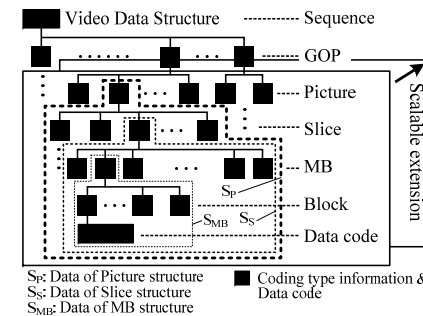 Video Data Structure
Sequence
GOP
Picture
Slice
MB
Block
Data code
Scalable extension
SP
SS
SMB
SP: Data of Picture structure
SS: Data of Slice structure
SMB: Data of MB structure
Coding type information &
Data code